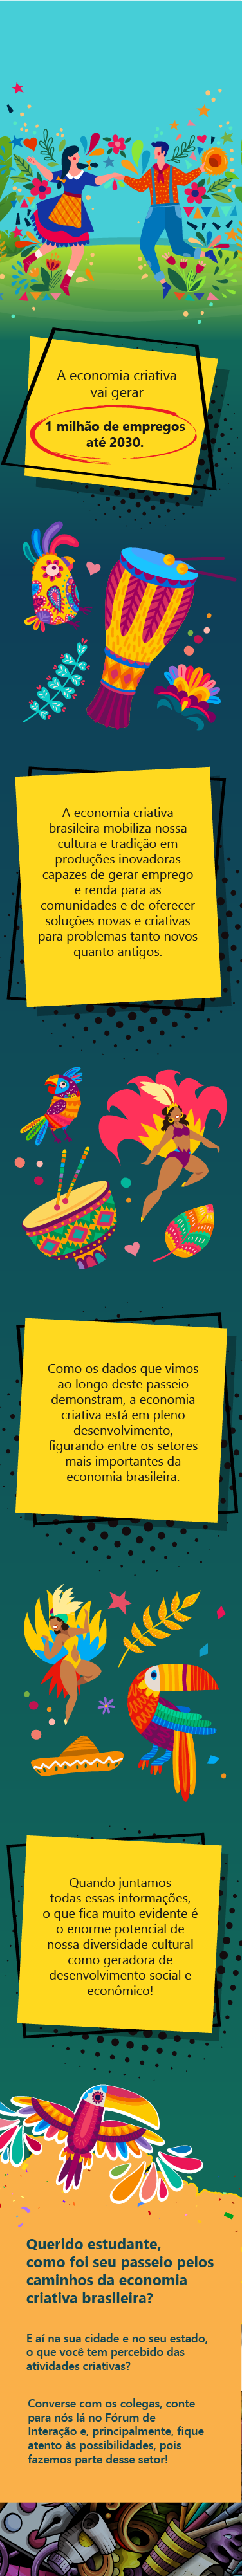 A economia criativa
vai gerar
1 milhão de empregos
até 2030.
A economia criativa
brasileira mobiliza nossa
cultura e tradição em
produções inovadoras
capazes de gerar emprego
e renda para as
comunidades e de oferecer
soluções novas e criativas
para problemas tanto novos
quanto antigos.
Como os dados que vimos
ao longo deste passeio
demonstram, a economia
criativa está em pleno
desenvolvimento,
figurando entre os setores
mais importantes da
economia brasileira.
Quando juntamos
todas essas informações,
o que fica muito evidente é
o enorme potencial de
nossa diversidade cultural
como geradora de
desenvolvimento social e
econômico!
Querido estudante,
como foi seu passeio pelos
caminhos da economia
criativa brasileira?
E aí na sua cidade e no seu estado,
o que você tem percebido das
atividades criativas?
Converse com os colegas, conte
para nós lá no Fórum de
Interação e, principalmente, fique
atento às possibilidades, pois
fazemos parte desse setor!